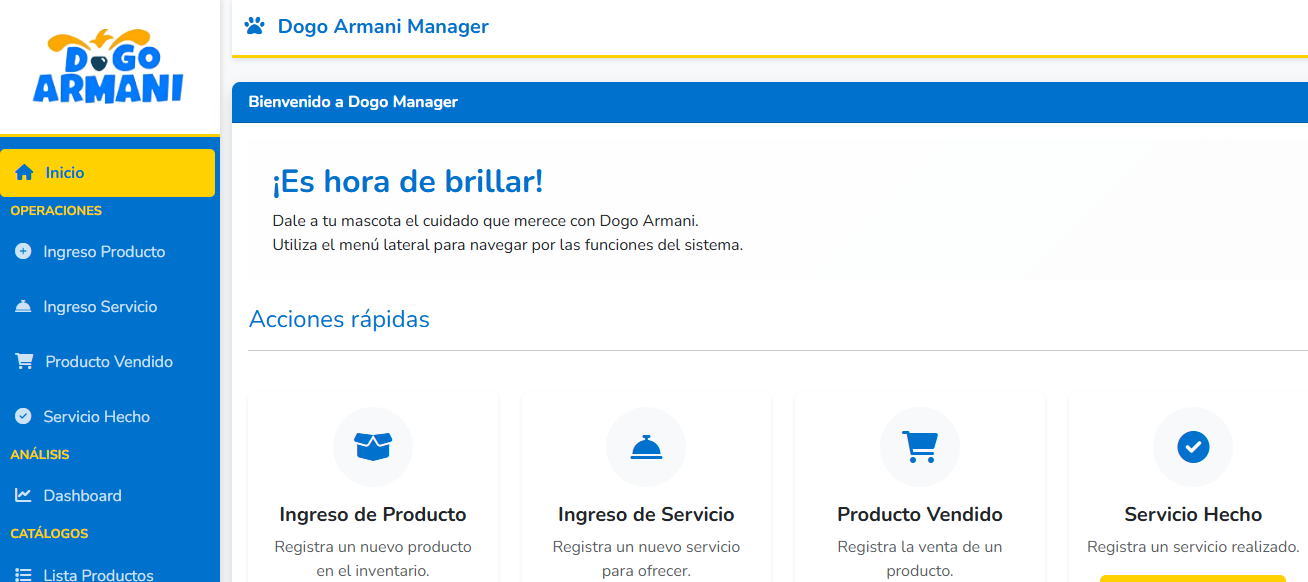 DOGO
ARMANI
Inicio
OPERACIONES
Ingreso Producto
Ingreso Servicio
Producto Vendido
Servicio Hecho
ANÁLISIS
Dashboard
CATÁLOGOS
Lista Productos
Dogo Armani Manager
Bienvenido a Dogo Manager
¡Es hora de brillar!
Dale a tu mascota el cuidado que merece con Dogo Armani.
Utiliza el menú lateral para navegar por las funciones del sistema.
Acciones rápidas
Ingreso de Producto
Registra un nuevo producto
en el inventario.
Ingreso de Servicio
Registra un nuevo servicio
para ofrecer.
Producto Vendido
Registra la venta de un
producto.
Servicio Hecho
Registra un servicio realizado.